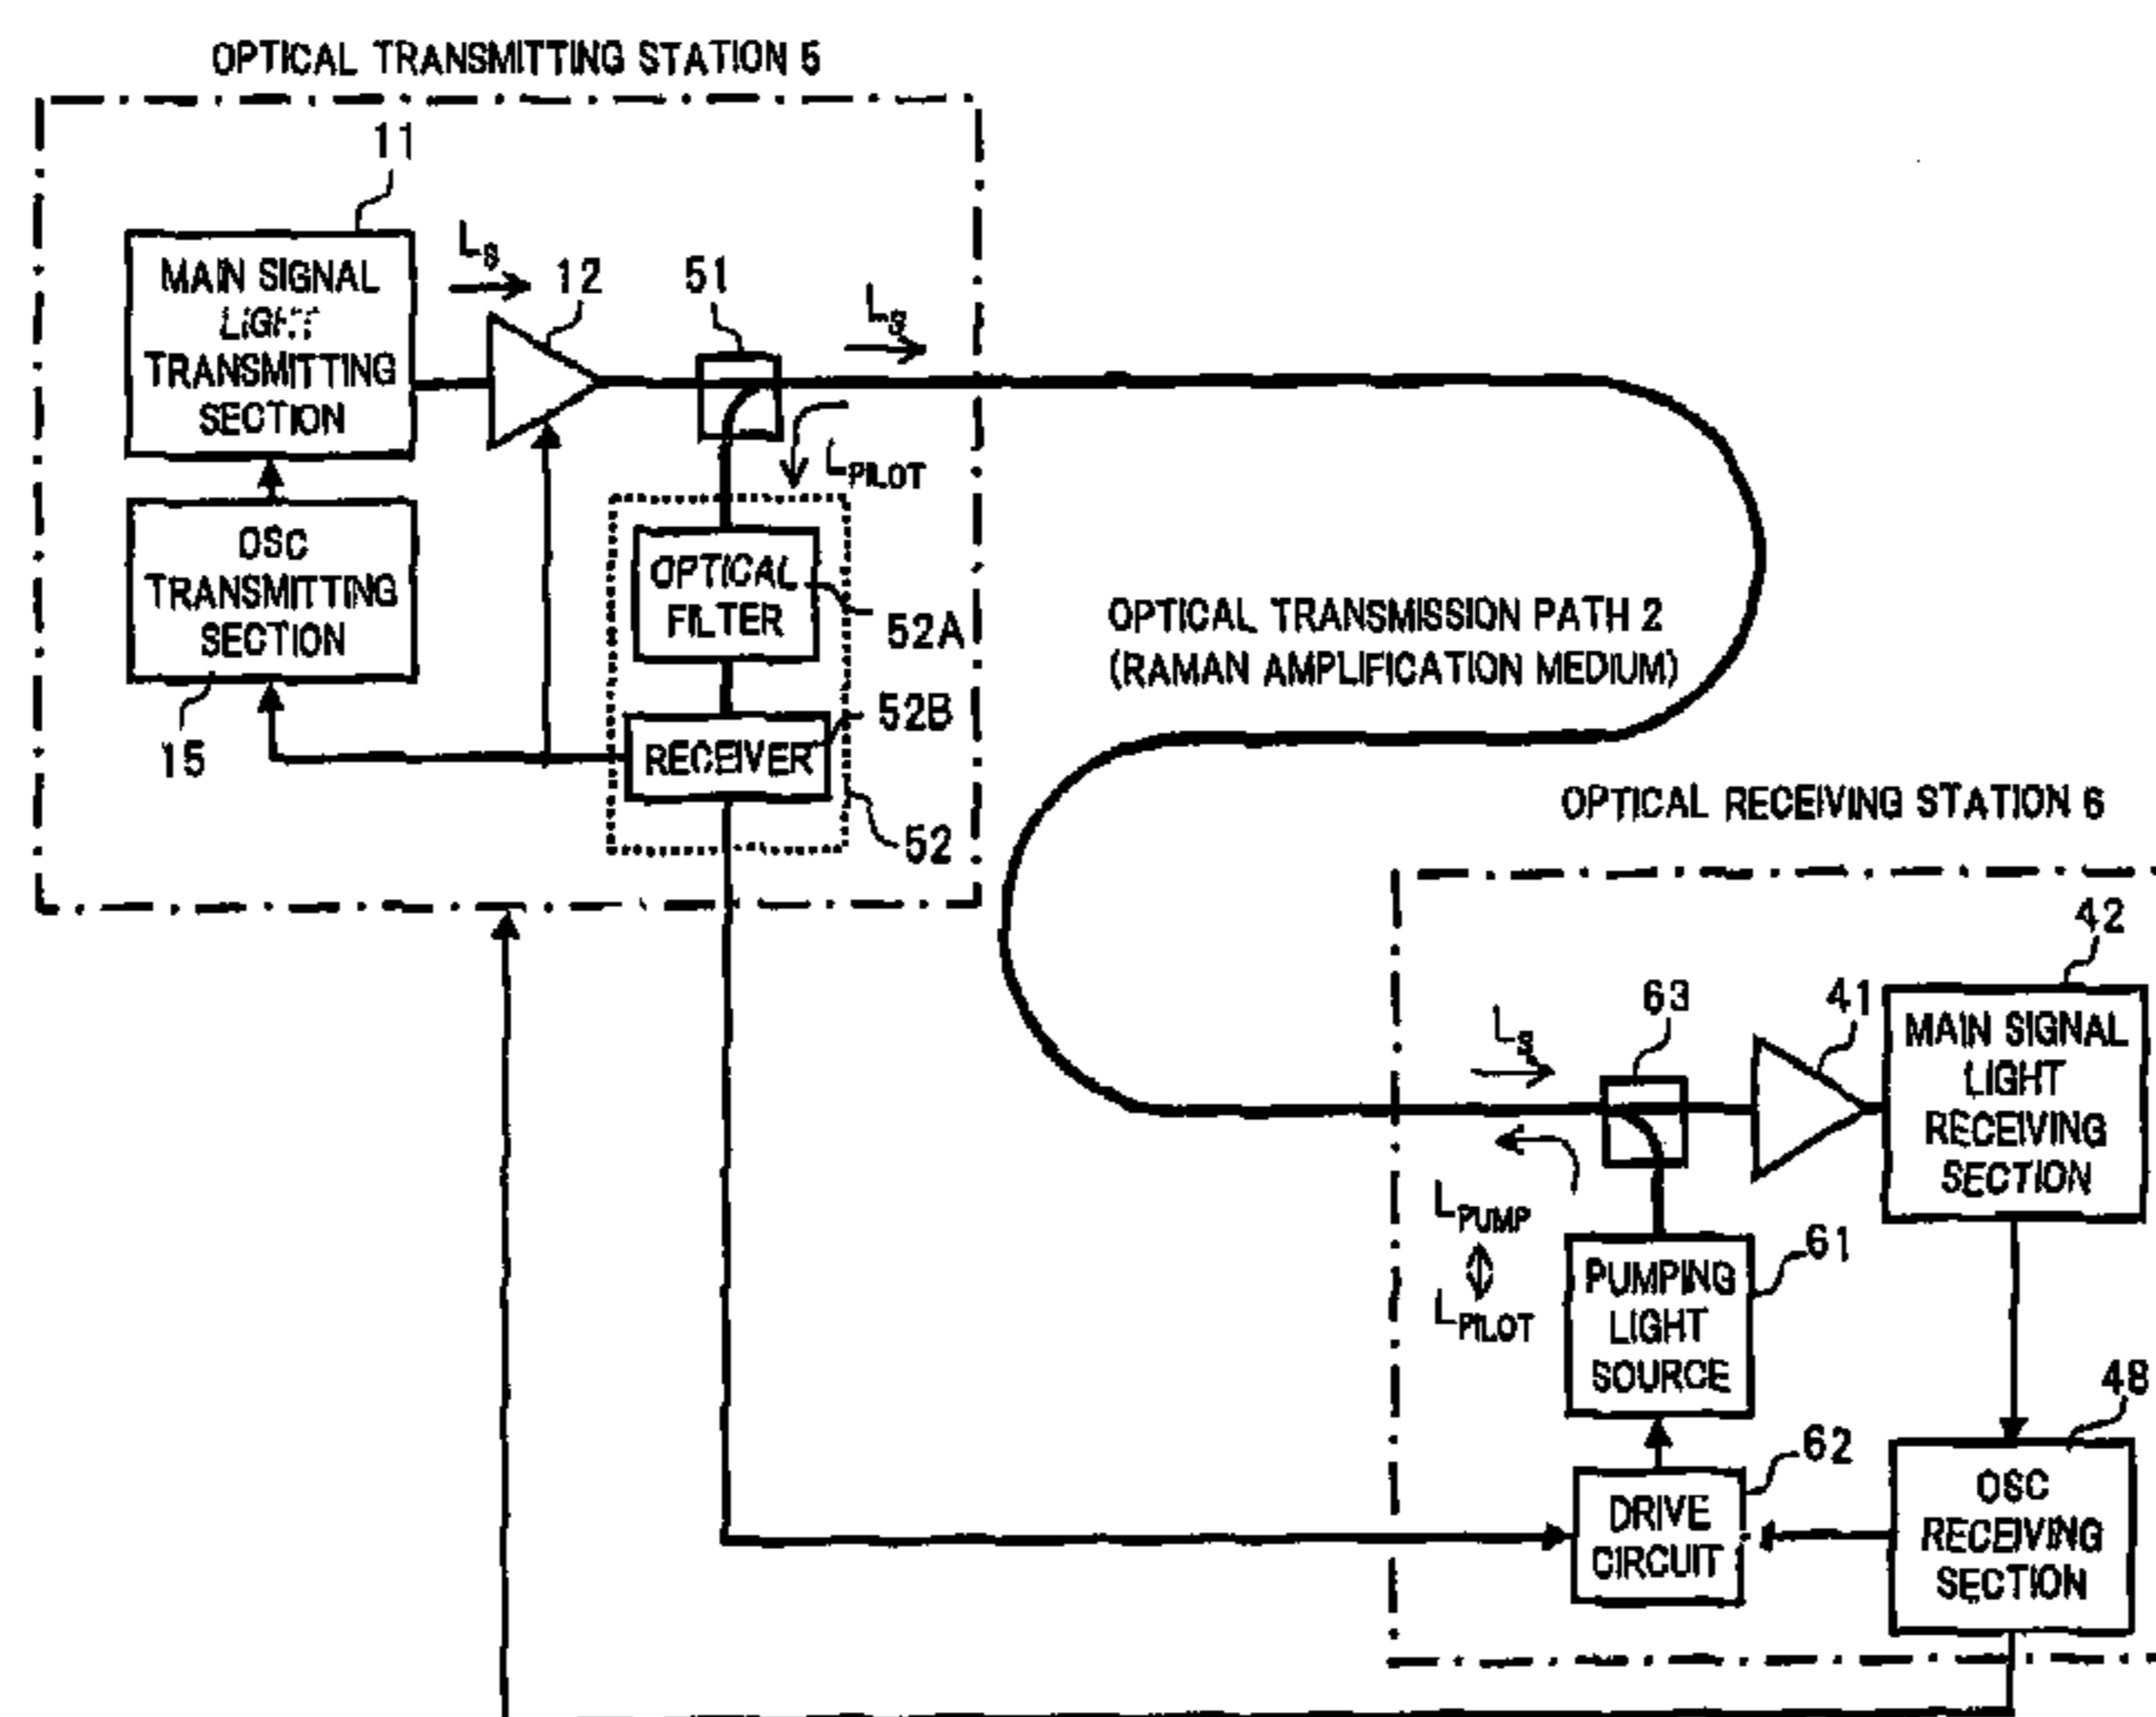 OPTICAL TRANSMITTING STATION 5
11
MAIN SIGNAL
LIGHT
TRANSMITTING
SECTION
LS
12
51
LS
LPILOT
OSC
TRANSMITTING
SECTION
15
OPTICAL
FILTER
52A
RECEIVER
52B
52
OPTICAL TRANSMISSION PATH 2
(RAMAN AMPLIFICATION MEDIUM)
OPTICAL RECEIVING STATION 6
LS
63
41
42
MAIN SIGNAL
LIGHT
RECEIVING
SECTION
LPUMP
LPILOT
PUMPING
LIGHT
SOURCE
61
DRIVE
CIRCUIT
62
48
OSC
RECEIVING
SECTION